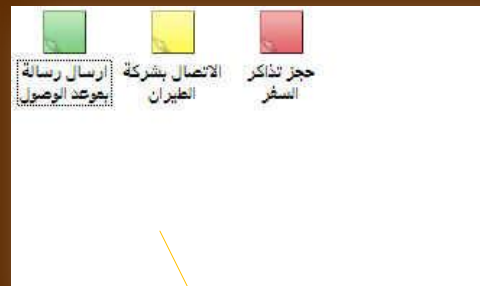 حجز تذاكر
السفر
الاتصال بشركة
الطيران
ارسال رسالة
بموعد الوصول